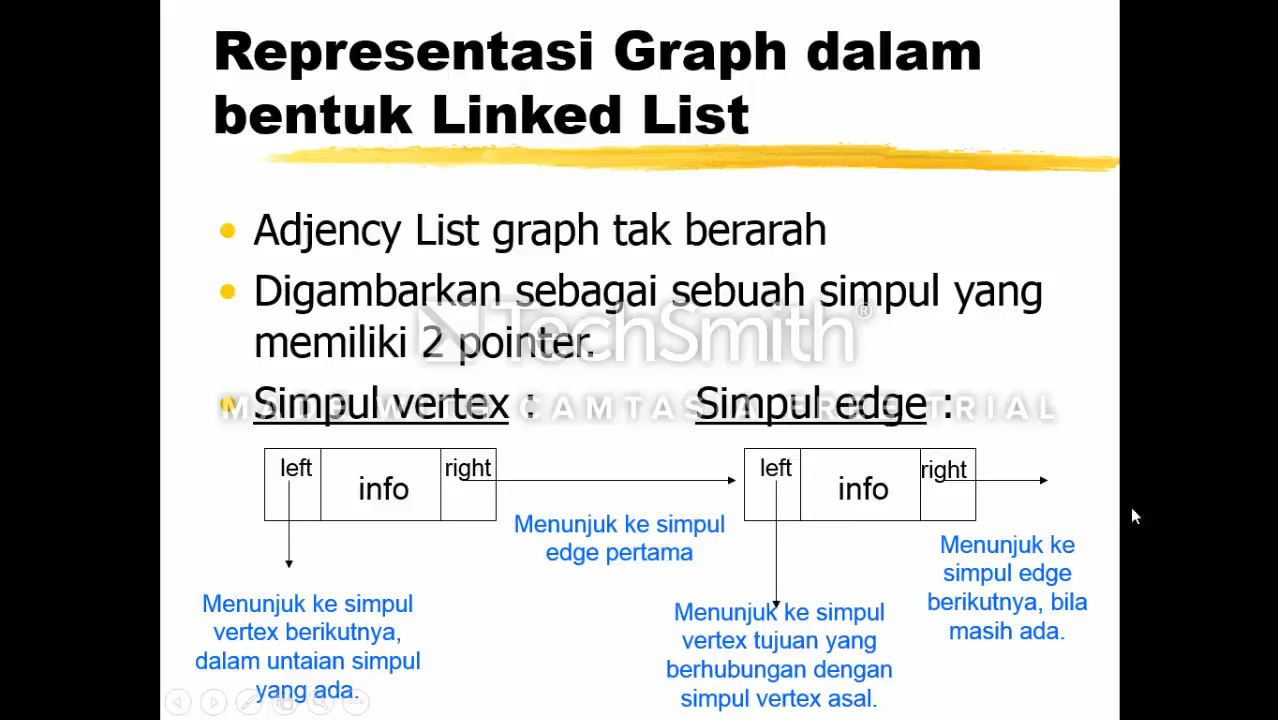 Representasi Graph dalam
bentuk Linked List
Adjency List graph tak berarah
Digambarkan sebagai sebuah simpul yang
memiliki 2 pointer.
TechSmith®
Simpul vertex : Simpul edge :
MADE WITH CAMTASIA FREE TRIAL
left info right
left info right
Menunjuk ke simpul
edge pertama
Menunjuk ke
simpul edge
berikutnya, bila
masih ada.
Menunjuk ke simpul
vertex berikutnya,
dalam untaian simpul
yang ada.
Menunjuk ke simpul
vertex tujuan yang
berhubungan dengan
simpul vertex asal.